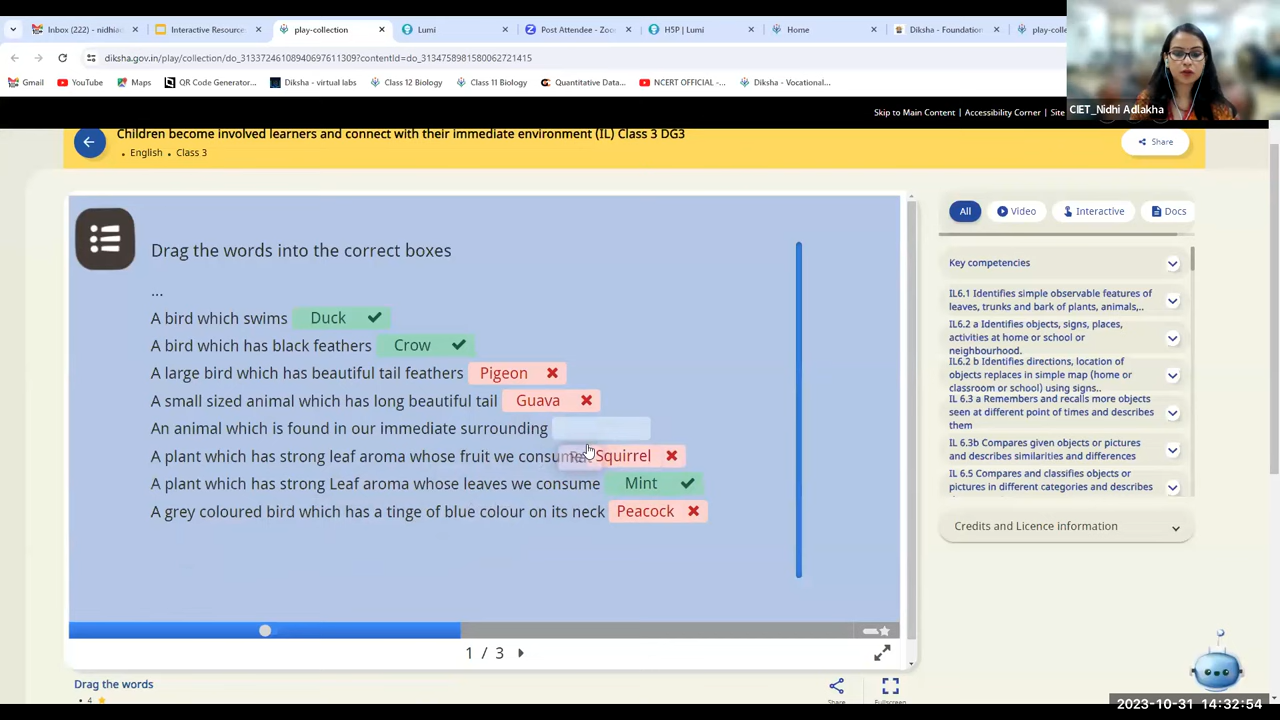 Inbox (222) - nidhiac
Interactive Resource
play-collection
Lumi
Post Attendee - Zoo
H5P | Lumi
Home
Diksha - Foundation
play-colle
diksha.gov.in/play/collection/do_31337246108940697611309?contentId=do_3134758981580062721415
Gmail
YouTube
Maps
QR Code Generator...
Diksha - virtual labs
Class 12 Biology
Class 11 Biology
Quantitative Data...
NCERT OFFICIAL -...
Diksha - Vocational...
CIET_Nidhi Adlakha
Skip to Main Content | Accessibility Corner | Site
Children become involved learners and connect with their immediate environment (IL) Class 3 DG3
• English • Class 3
Share
All
Video
Interactive
Docs
Drag the words into the correct boxes
...
A bird which swims Duck
A bird which has black feathers Crow
A large bird which has beautiful tail feathers Pigeon
A small sized animal which has long beautiful tail Guava
An animal which is found in our immediate surrounding
A plant which has strong leaf aroma whose fruit we consume Squirrel
A plant which has strong Leaf aroma whose leaves we consume Mint
A grey coloured bird which has a tinge of blue colour on its neck Peacock
Key competencies
IL6.1 Identifies simple observable features of
leaves, trunks and bark of plants, animals,..
IL6.2 a Identifies objects, signs, places,
activities at home or school or
neighbourhood.
IL6.2 b Identifies directions, location of
objects replaces in simple map (home or
classroom or school) using signs..
IL 6.3 a Remembers and recalls more objects
seen at different point of times and describes
them
IL 6.3b Compares given objects or pictures
and describes similarities and differences
IL 6.5 Compares and classifies objects or
pictures in different categories and describes
Credits and Licence information
1 / 3
Drag the words
• 4
Share
Fullscreen
2023-10-31 14:32:54